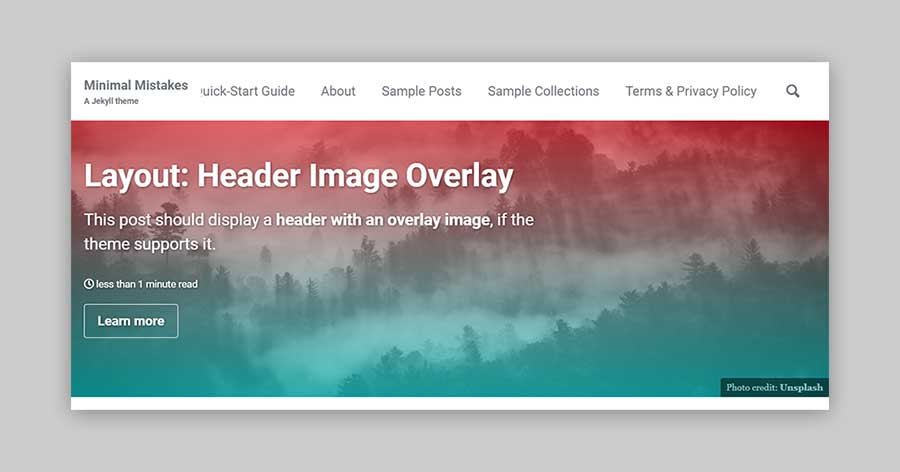 Minimal Mistakes
A Jekyll theme
uick-Start Guide
About
Sample Posts
Sample Collections
Terms & Privacy Policy
Layout: Header Image Overlay
This post should display a header with an overlay image, if the
theme supports it.
less than 1 minute read
Learn more
Photo credit: Unsplash